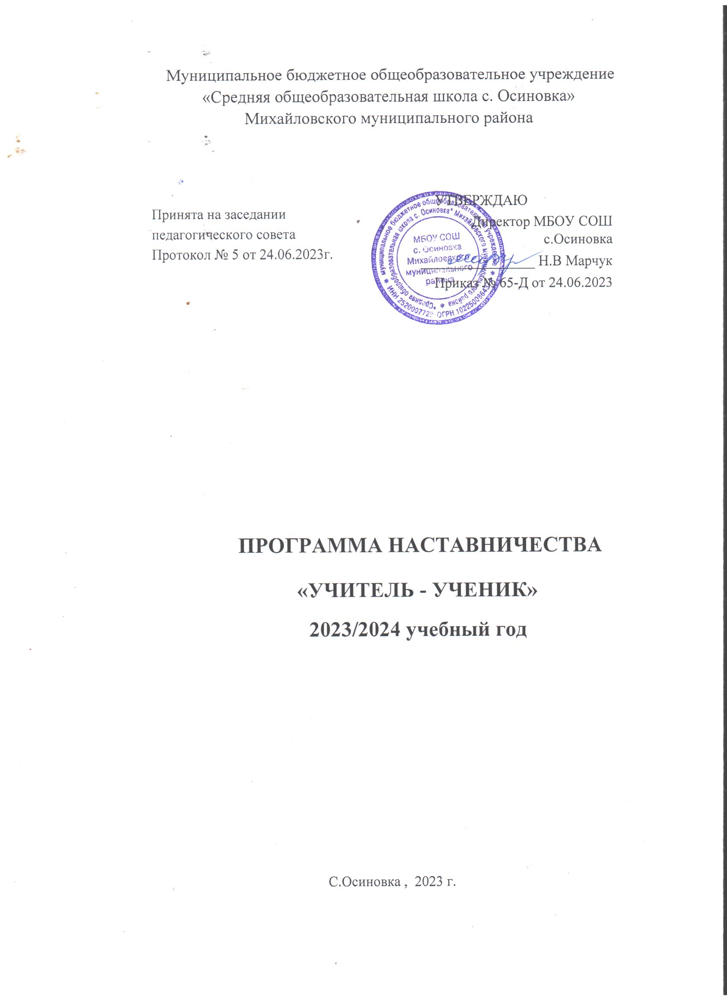 Муниципальное бюджетное общеобразовательное учреждение
«Средняя общеобразовательная школа с. Осиновка»
Михайловского муниципального района
Принята на заседании
педагогического совета
Протокол № 5 от 24.06.2023г.
УТВЕРЖДАЮ
Директор МБОУ СОШ
с.Осиновка
Н.В Марчук
Приказ № 65-Д от 24.06.2023
муниципальное бюджетное общеобразовательное учреждение
"Средняя общеобразовательная школа с. Осиновка" Михайловского муниципального района
ИНН 2520007729 ОГРН
МБОУ СОШ
с. Осиновка
Михайловского
муниципального
района
ПРОГРАММА НАСТАВНИЧЕСТВА
«УЧИТЕЛЬ - УЧЕНИК»
2023/2024 учебный год
С.Осиновка , 2023 г.